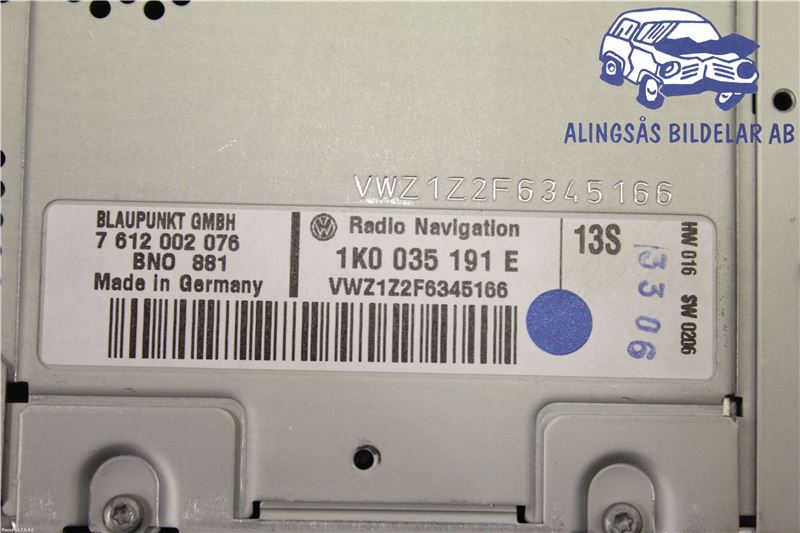 ALINGSÅS BILDELAR AB
VWZ1Z2F6345166
BLAUPUNKT GMBH
7 612 002 076
BNO 881
Made in Germany
Radio Navigation
1K0 035 191 E
VWZ1Z2F6345166
13S
3306
HW 016 SW 0206